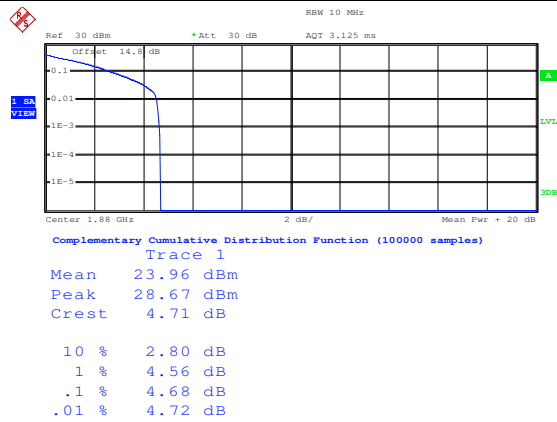 R S
RBW 10 MHz
Ref 30 dBm * Att 30 dB AQT 3.125 ms
Offset 14.8 dB
A
0.1
0.01
1 SA
VIEW
LVL
1E-3
1E-4
1E-5
3DB
Center 1.88 GHz 2 dB/ Mean Pwr + 20 dB
Complementary Cumulative Distribution Function (100000 samples)
Trace 1
Mean 23.96 dBm
Peak 28.67 dBm
Crest 4.71 dB
10 % 2.80 dB
1 % 4.56 dB
.1 % 4.68 dB
.01 % 4.72 dB